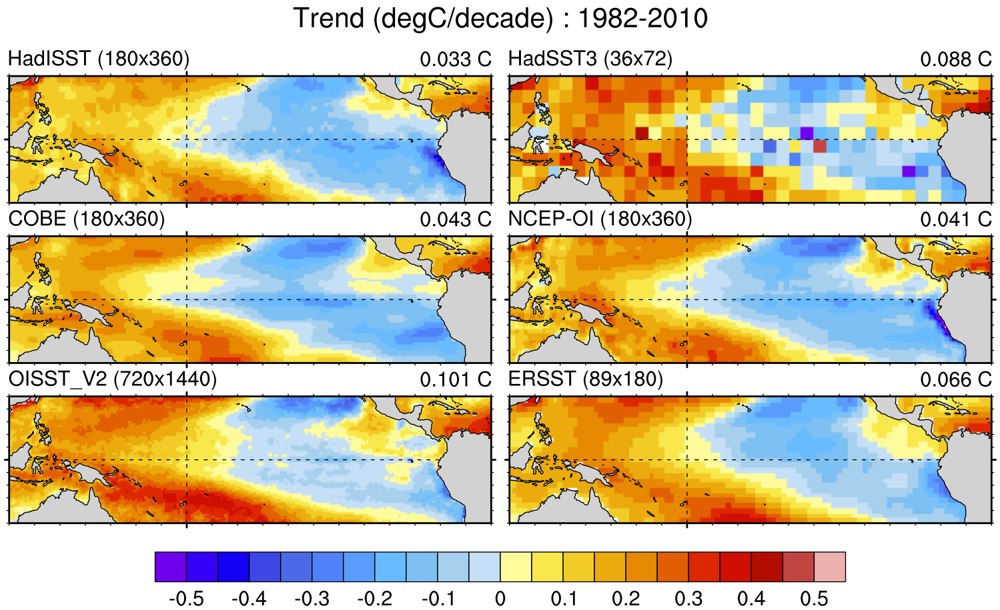 Trend (degC/decade) : 1982-2010
HadISST (180x360) 0.033 C
HadSST3 (36x72) 0.088 C
COBE (180x360) 0.043 C
NCEP-OI (180x360) 0.041 C
OISST_V2 (720x1440) 0.101 C
ERSST (89x180) 0.066 C
-0.5 -0.4 -0.3 -0.2 -0.1 0 0.1 0.2 0.3 0.4 0.5